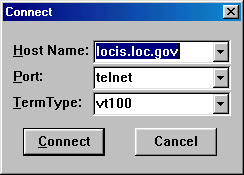 Connect
Host Name: locis.loc.gov
Port: telnet
TermType: vt100
Connect Cancel